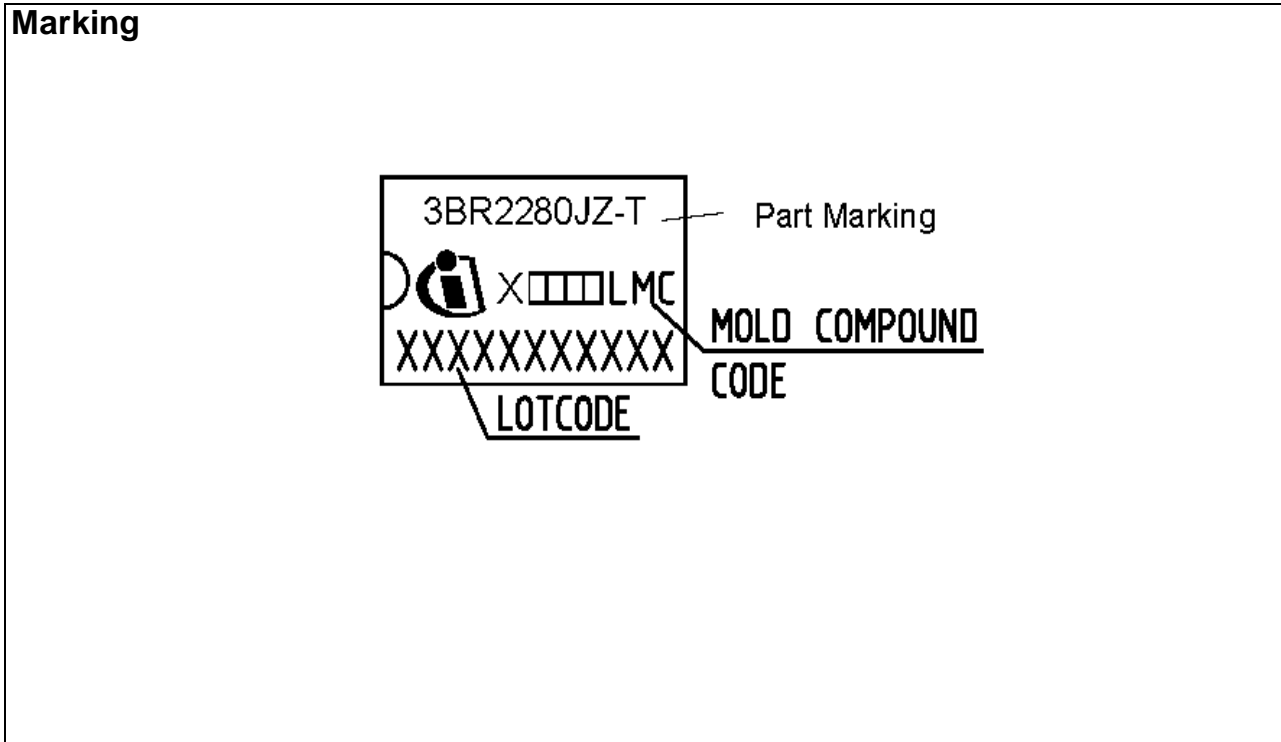 Marking
3BR2280JZ-T
Part Marking
X□□□□LMC
MOLD COMPOUND
CODE
XXXXXXXXXXX
LOTCODE